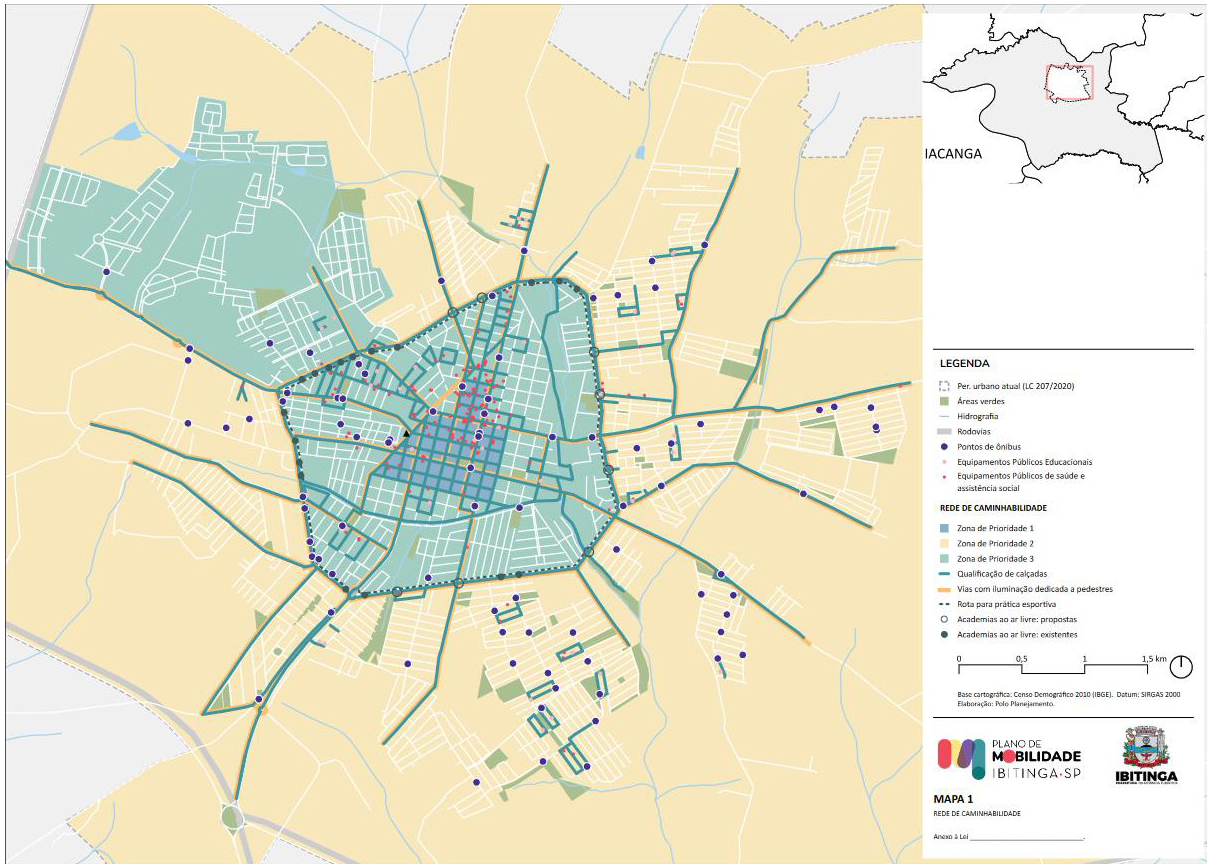 IACANGA
LEGENDA
Per. urbano atual (LC 207/2020)
Áreas verdes
Hidrografia
Rodovias
Pontos de ônibus
Equipamentos Públicos Educacionais
Equipamentos Públicos de saúde e
assistência social
REDE DE CAMINHABILIDADE
Zona de Prioridade 1
Zona de Prioridade 2
Zona de Prioridade 3
Qualificação de calçadas
Vias com iluminação dedicada a pedestres
Rota para prática esportiva
Academias ao ar livre: propostas
Academias ao ar livre: existentes
0 0,5 1 1,5 km
Base cartográfica: Censo Demográfico 2010 (IBGE). Datum: SIRGAS 2000
Elaboração: Polo Planejamento.
PLANO DE
MOBILIDADE
IBITINGA•SP
IBITINGA
MAPA 1
REDE DE CAMINHABILIDADE
Anexo à Lei ______________________________.